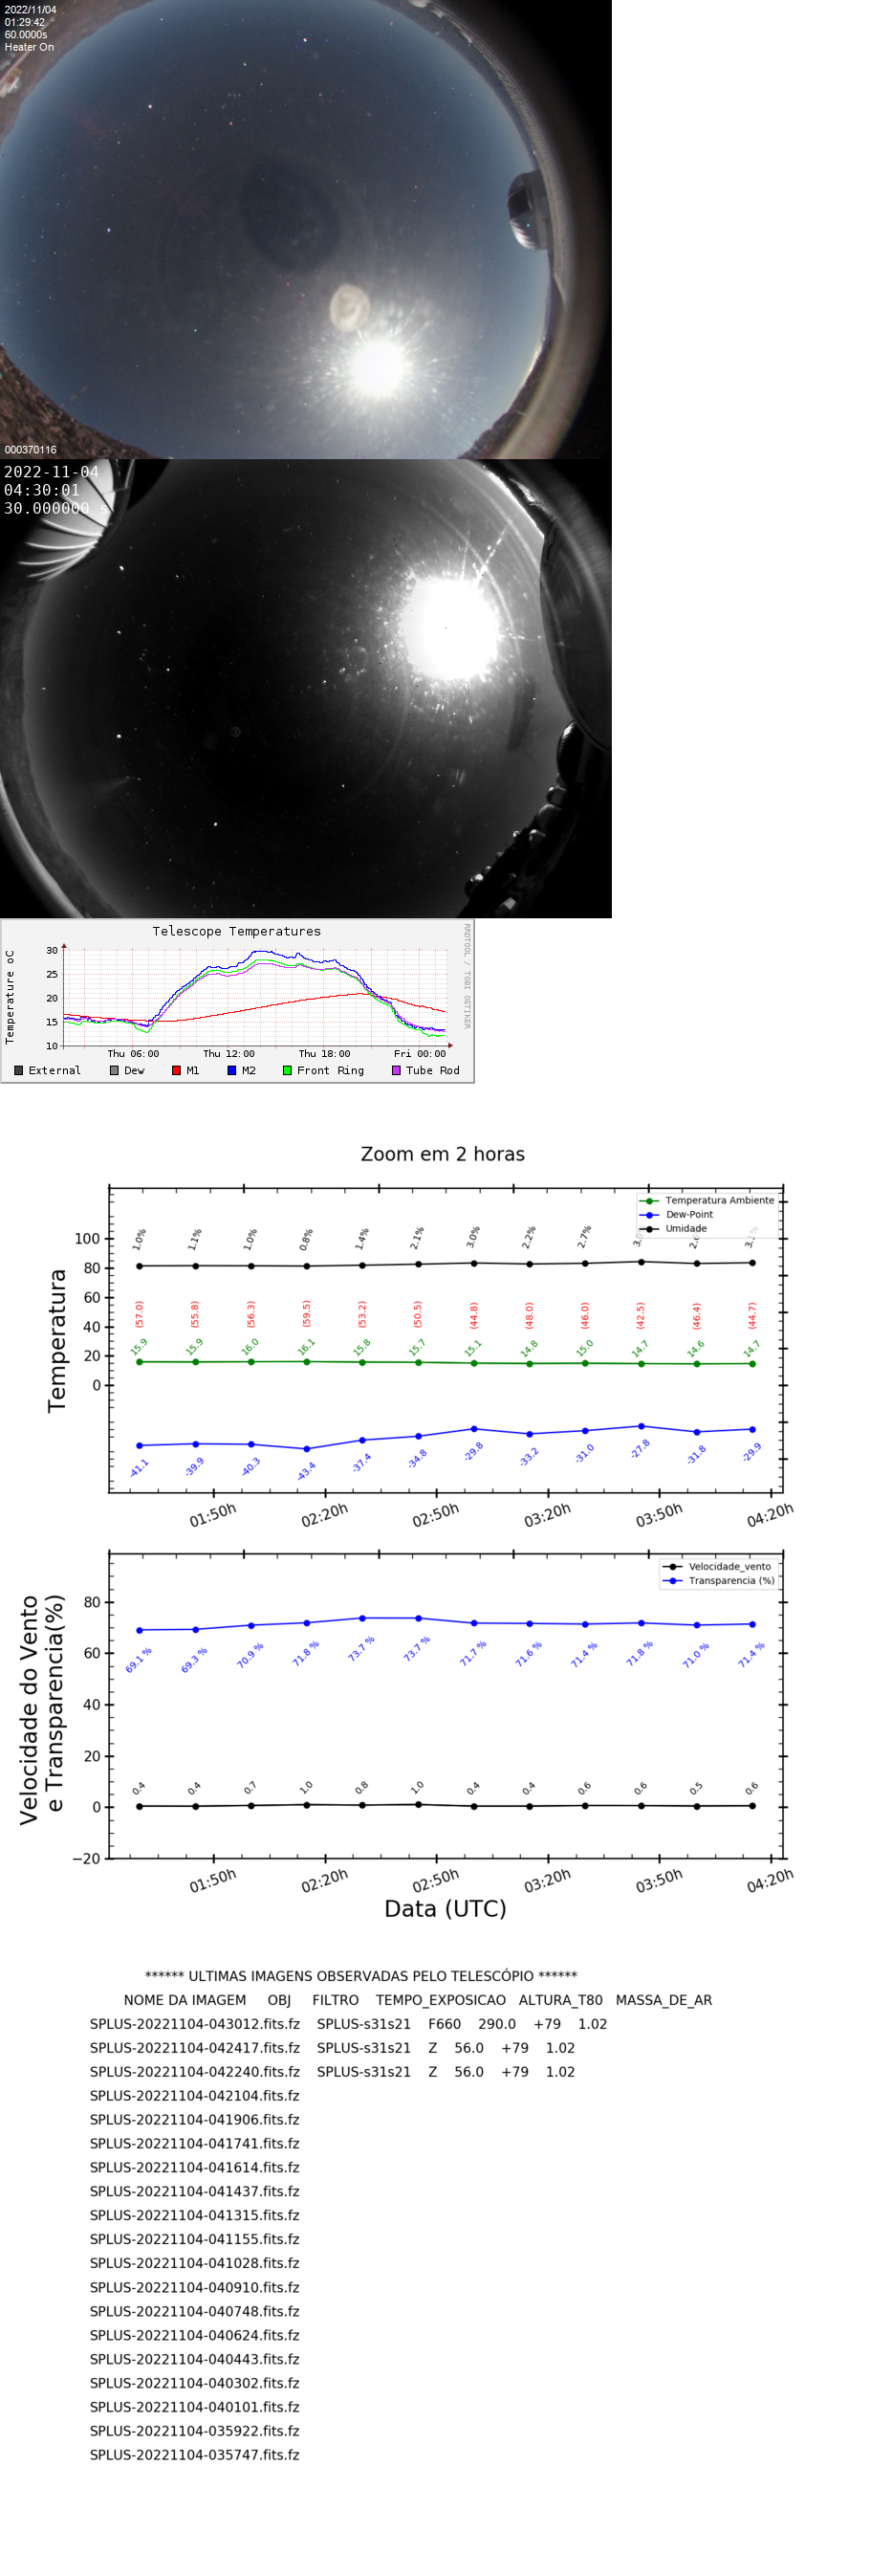 2022/11/04
01:29:42
60.0000s
Heater On
000370116
2022-11-04
04:30:01
30.000000 s
Telescope Temperatures
Temperature oC
30
25
20
15
10
Thu 06:00 Thu 12:00 Thu 18:00 Fri 00:00
External Dew M1 M2 Front Ring Tube Rod
RRDTOOL / TOBI OETIKER
Zoom em 2 horas
Temperatura Ambiente
Dew-Point
Umidade
Temperatura
100
80
60
40
20
0
1.0% 1.1% 1.0% 0.8% 1.4% 2.1% 3.0% 2.2% 2.7%
(57.0) (55.8) (56.3) (59.5) (53.2) (50.5) (44.8) (48.0) (46.0) (42.5) (46.4) (44.7)
15.9 15.9 16.0 16.1 15.8 15.7 15.1 14.8 15.0 14.7 14.6 14.7
-41.1 -39.9 -40.3 -43.4 -37.4 -34.8 -29.8 -33.2 -31.0 -27.8 -31.8 -29.9
01:50h 02:20h 02:50h 03:20h 03:50h 04:20h
Velocidade_vento
Transparencia (%)
Velocidade do Vento
e Transparencia(%)
80
60
40
20
0
−20
69.1 % 69.3 % 70.9 % 71.8 % 73.7 % 73.7 % 71.7 % 71.6 % 71.4 % 71.8 % 71.0 % 71.4 %
0.4 0.4 0.7 1.0 0.8 1.0 0.4 0.4 0.6 0.6 0.5 0.6
01:50h 02:20h 02:50h 03:20h 03:50h 04:20h
Data (UTC)
****** ULTIMAS IMAGENS OBSERVADAS PELO TELESCÓPIO ******
NOME DA IMAGEM OBJ FILTRO TEMPO_EXPOSICAO ALTURA_T80 MASSA_DE_AR
SPLUS-20221104-043012.fits.fz SPLUS-s31s21 F660 290.0 +79 1.02
SPLUS-20221104-042417.fits.fz SPLUS-s31s21 Z 56.0 +79 1.02
SPLUS-20221104-042240.fits.fz SPLUS-s31s21 Z 56.0 +79 1.02
SPLUS-20221104-042104.fits.fz
SPLUS-20221104-041906.fits.fz
SPLUS-20221104-041741.fits.fz
SPLUS-20221104-041614.fits.fz
SPLUS-20221104-041437.fits.fz
SPLUS-20221104-041315.fits.fz
SPLUS-20221104-041155.fits.fz
SPLUS-20221104-041028.fits.fz
SPLUS-20221104-040910.fits.fz
SPLUS-20221104-040748.fits.fz
SPLUS-20221104-040624.fits.fz
SPLUS-20221104-040443.fits.fz
SPLUS-20221104-040302.fits.fz
SPLUS-20221104-040101.fits.fz
SPLUS-20221104-035922.fits.fz
SPLUS-20221104-035747.fits.fz